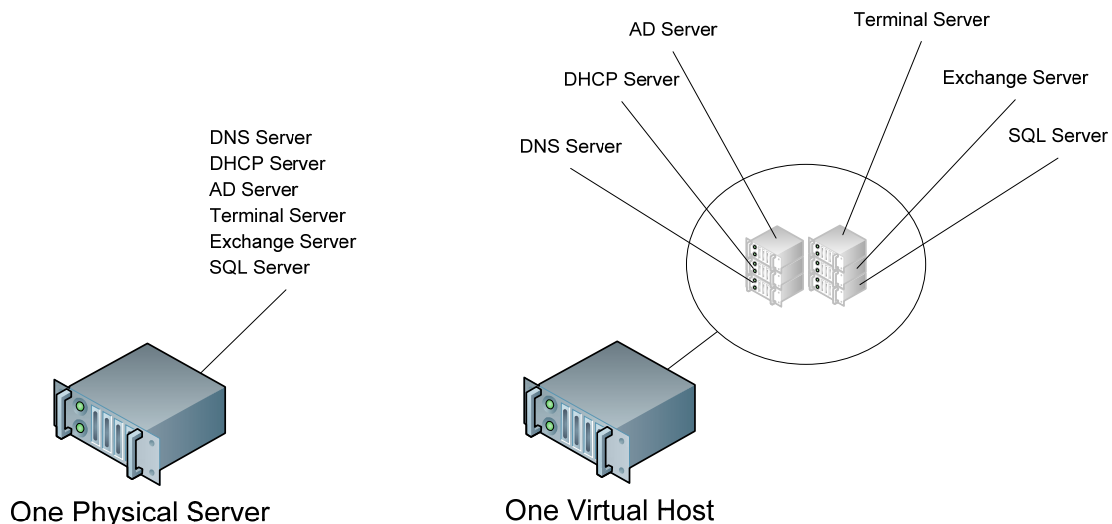 DNS Server
DHCP Server
AD Server
Terminal Server
Exchange Server
SQL Server
One Physical Server
AD Server
Terminal Server
DHCP Server
Exchange Server
DNS Server
SQL Server
One Virtual Host